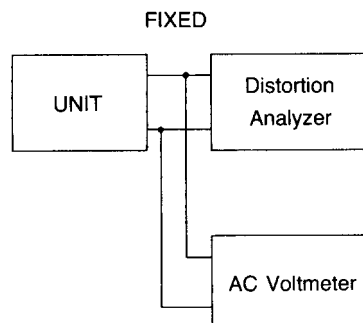 FIXED
UNIT
Distortion
Analyzer
AC Voltmeter